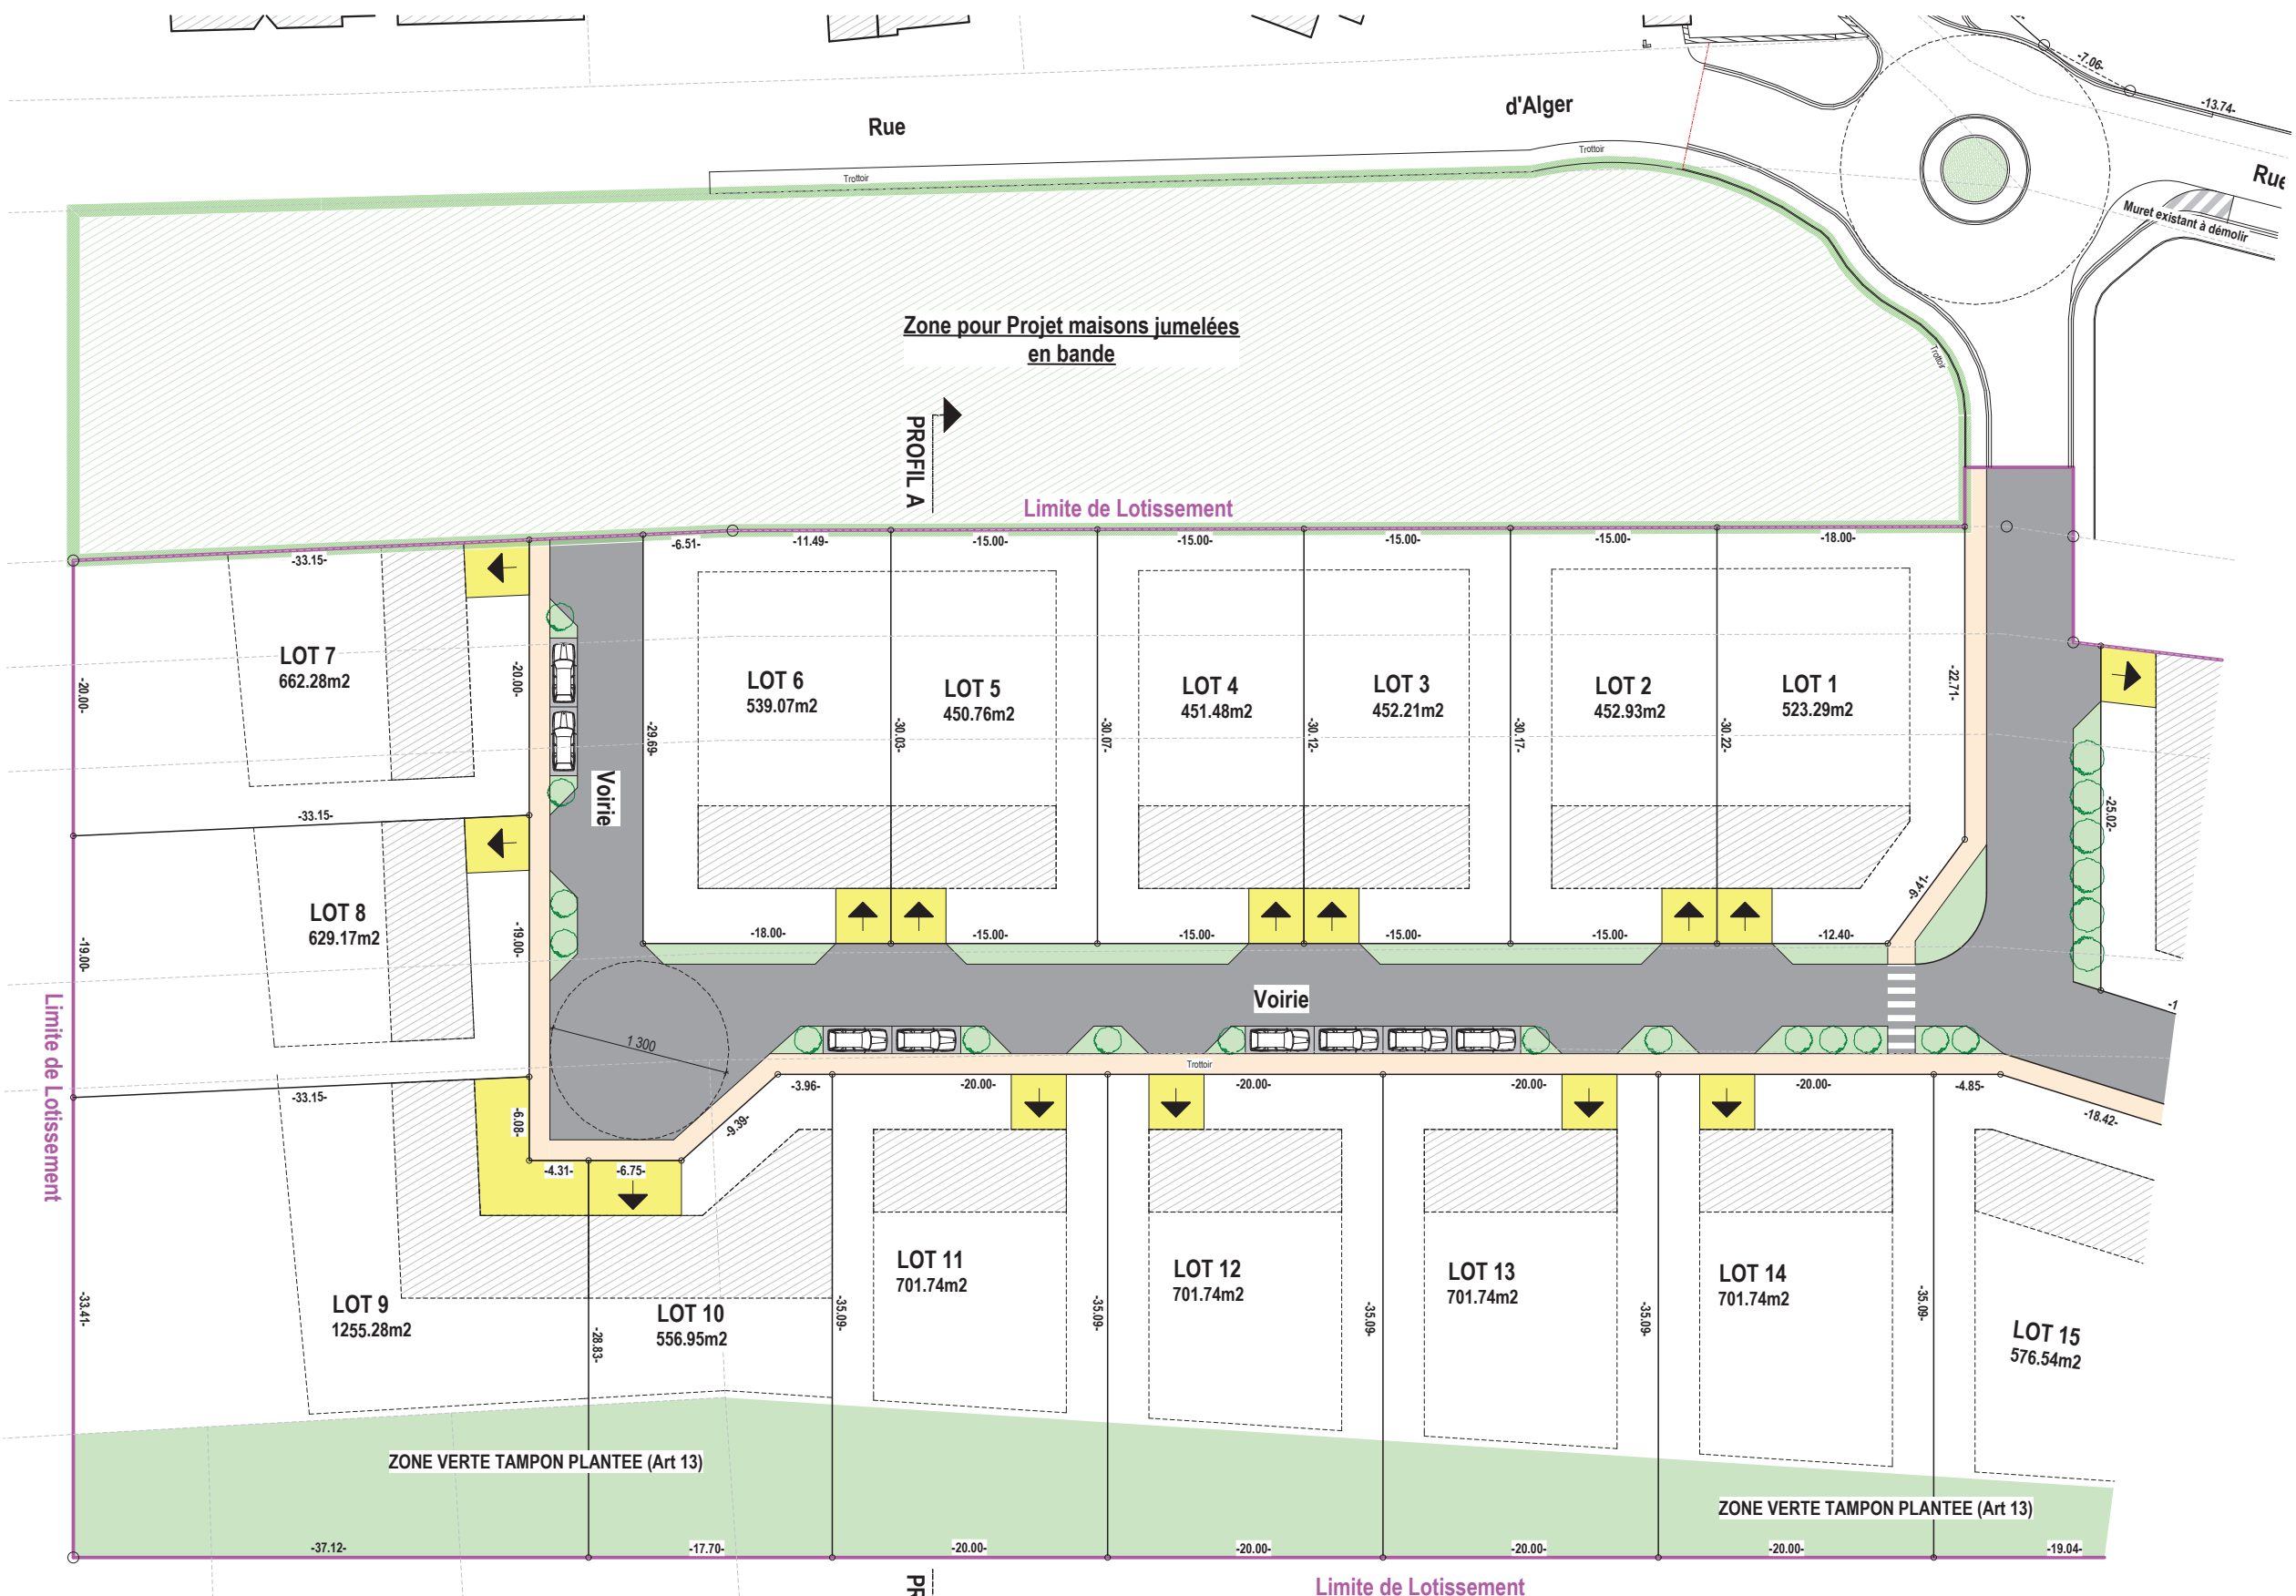 -7.06-
-13.74-
Rue
d'Alger
Trottoir
Trottoir
Rue
Muret existant à démolir
Zone pour Projet maisons jumelées
en bande
Trottoir
PROFIL A
Limite de Lotissement
-33.15-
-6.51-
-11.49-
-15.00-
-15.00-
-15.00-
-15.00-
-18.00-
LOT 7
662.28m2
-20.00-
-20.00-
-29.69-
LOT 6
539.07m2
-30.03-
LOT 5
450.76m2
-30.07-
LOT 4
451.48m2
-30.12-
LOT 3
452.21m2
-30.17-
LOT 2
452.93m2
-30.22-
LOT 1
523.29m2
-22.71-
Voirie
-25.02-
-33.15-
-9.41-
LOT 8
629.17m2
-19.00-
-19.00-
-18.00-
-15.00-
-15.00-
-15.00-
-15.00-
-12.40-
Limite de Lotissement
Voirie
-1
1 300
Trottoir
-33.15-
-6.08-
-3.96-
-20.00-
-20.00-
-20.00-
-20.00-
-4.85-
-9.39-
-18.42-
-4.31-
-6.75-
LOT 9
1255.28m2
-33.41-
-28.83-
LOT 10
556.95m2
-35.09-
LOT 11
701.74m2
-35.09-
LOT 12
701.74m2
-35.09-
LOT 13
701.74m2
-35.09-
LOT 14
701.74m2
-35.09-
LOT 15
576.54m2
ZONE VERTE TAMPON PLANTEE (Art 13)
ZONE VERTE TAMPON PLANTEE (Art 13)
-37.12-
-17.70-
-20.00-
-20.00-
-20.00-
-20.00-
-19.04-
PR
Limite de Lotissement